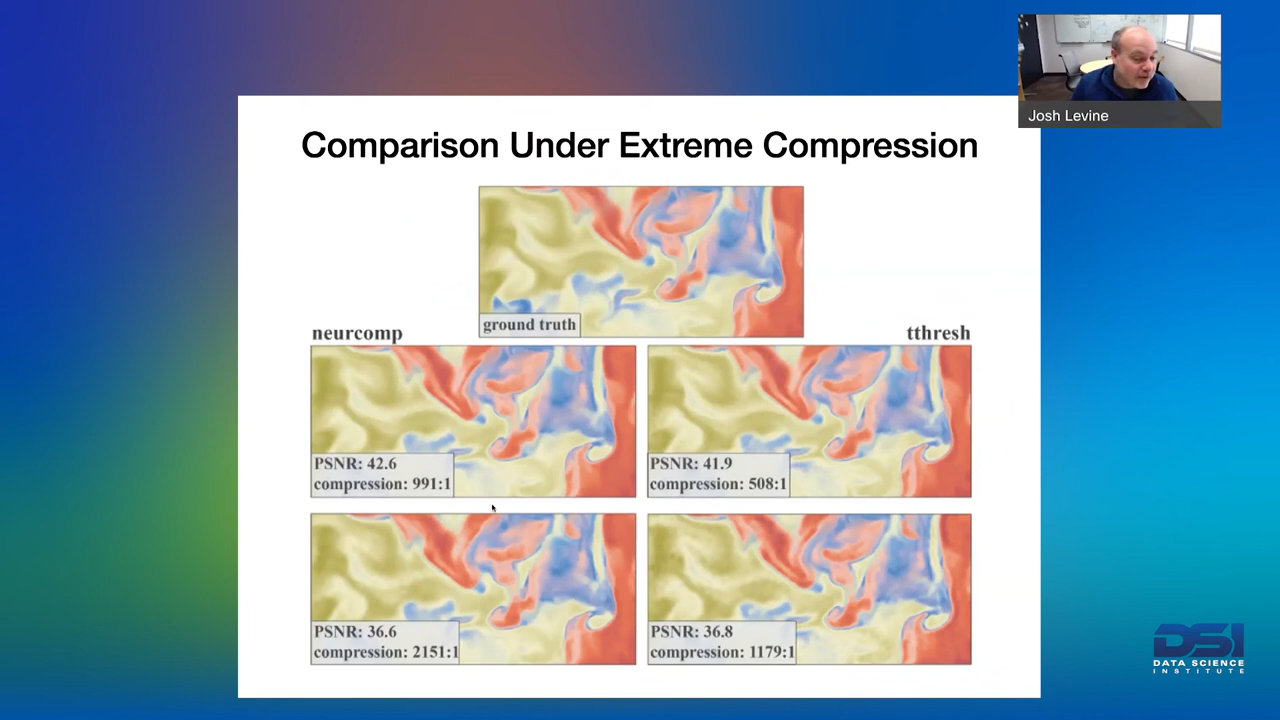 Josh Levine
Comparison Under Extreme Compression
ground truth
neurcomp
tthresh
PSNR: 42.6
compression: 991:1
PSNR: 41.9
compression: 508:1
PSNR: 36.6
compression: 2151:1
PSNR: 36.8
compression: 1179:1
DSI
DATA SCIENCE
INSTITUTE